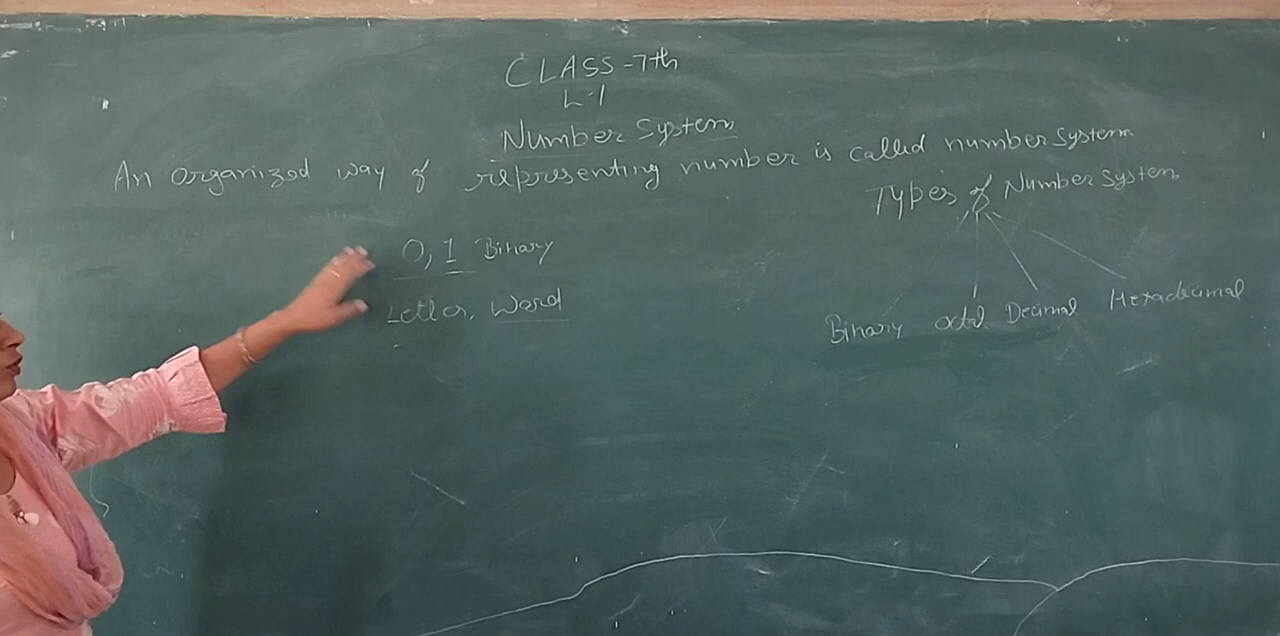 CLASS-7th
L-1
Number System
An organized way of representing number is called number system
Types of Number System
0, 1 Binary
Letter, Word
Binary octal Decimal Hexadecimal